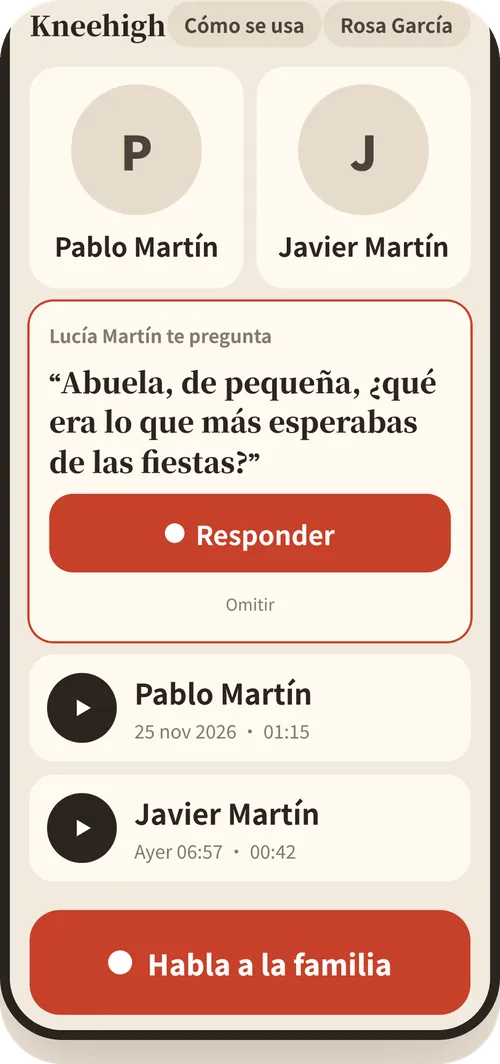 Kneehigh
Cómo se usa
Rosa García
P
J
Pablo Martín
Javier Martín
Lucía Martín te pregunta
“Abuela, de pequeña, ¿qué
era lo que más esperabas
de las fiestas?”
Responder
Omitir
Pablo Martín
25 nov 2026 • 01:15
Javier Martín
Ayer 06:57 • 00:42
Habla a la familia